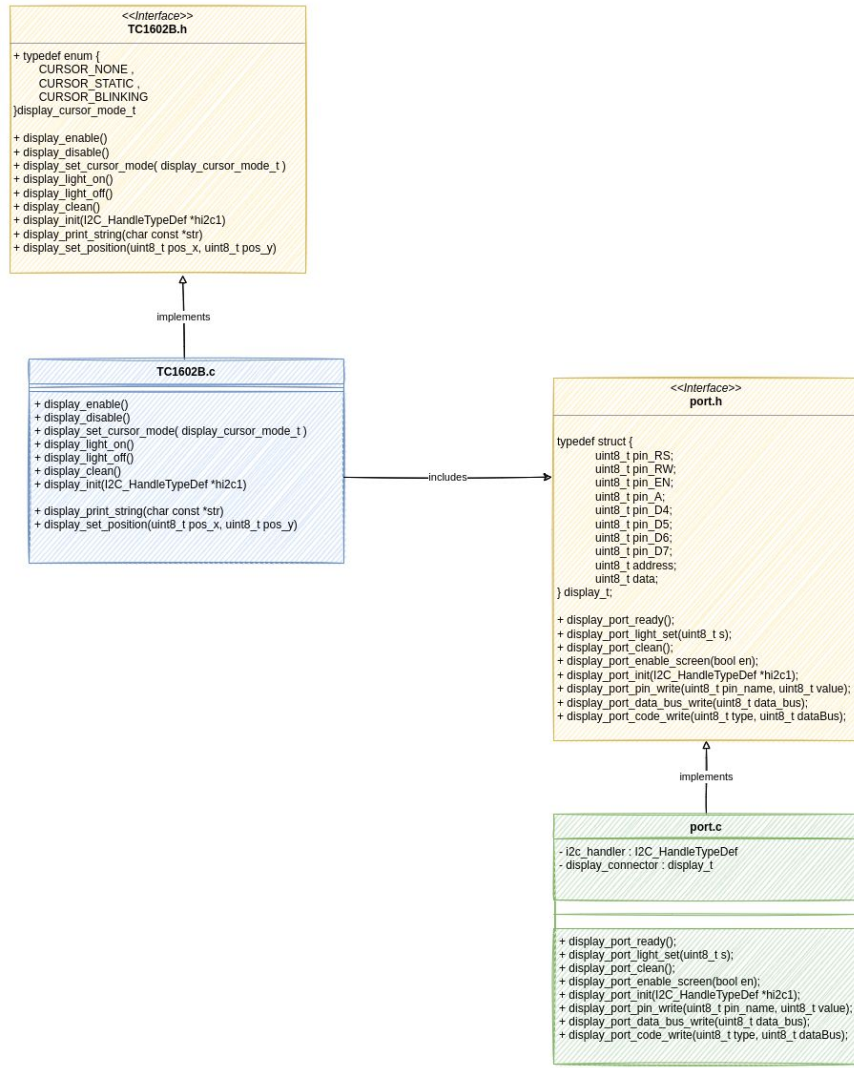 <<Interface>>
TC1602B.h
+ typedef enum {
CURSOR_NONE ,
CURSOR_STATIC ,
CURSOR_BLINKING
}display_cursor_mode_t
+ display_enable()
+ display_disable()
+ display_set_cursor_mode( display_cursor_mode_t )
+ display_light_on()
+ display_light_off()
+ display_clean()
+ display_init(I2C_HandleTypeDef *hi2c1)
+ display_print_string(char const *str)
+ display_set_position(uint8_t pos_x, uint8_t pos_y)
implements
TC1602B.c
+ display_enable()
+ display_disable()
+ display_set_cursor_mode( display_cursor_mode_t )
+ display_light_on()
+ display_light_off()
+ display_clean()
+ display_init(I2C_HandleTypeDef *hi2c1)
+ display_print_string(char const *str)
+ display_set_position(uint8_t pos_x, uint8_t pos_y)
includes
<<Interface>>
port.h
typedef struct {
uint8_t pin_RS;
uint8_t pin_RW;
uint8_t pin_EN;
uint8_t pin_A;
uint8_t pin_D4;
uint8_t pin_D5;
uint8_t pin_D6;
uint8_t pin_D7;
uint8_t address;
uint8_t data;
} display_t;
+ display_port_ready();
+ display_port_light_set(uint8_t s);
+ display_port_clean();
+ display_port_enable_screen(bool en);
+ display_port_init(I2C_HandleTypeDef *hi2c1);
+ display_port_pin_write(uint8_t pin_name, uint8_t value);
+ display_port_data_bus_write(uint8_t data_bus);
+ display_port_code_write(uint8_t type, uint8_t dataBus);
implements
port.c
- i2c_handler : I2C_HandleTypeDef
- display_connector : display_t
+ display_port_ready();
+ display_port_light_set(uint8_t s);
+ display_port_clean();
+ display_port_enable_screen(bool en);
+ display_port_init(I2C_HandleTypeDef *hi2c1);
+ display_port_pin_write(uint8_t pin_name, uint8_t value);
+ display_port_data_bus_write(uint8_t data_bus);
+ display_port_code_write(uint8_t type, uint8_t dataBus);